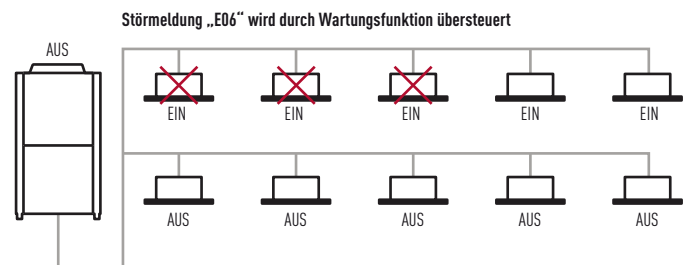 Störmeldung „E06“ wird durch Wartungsfunktion übersteuert
AUS
EIN EIN EIN EIN EIN
AUS AUS AUS AUS AUS